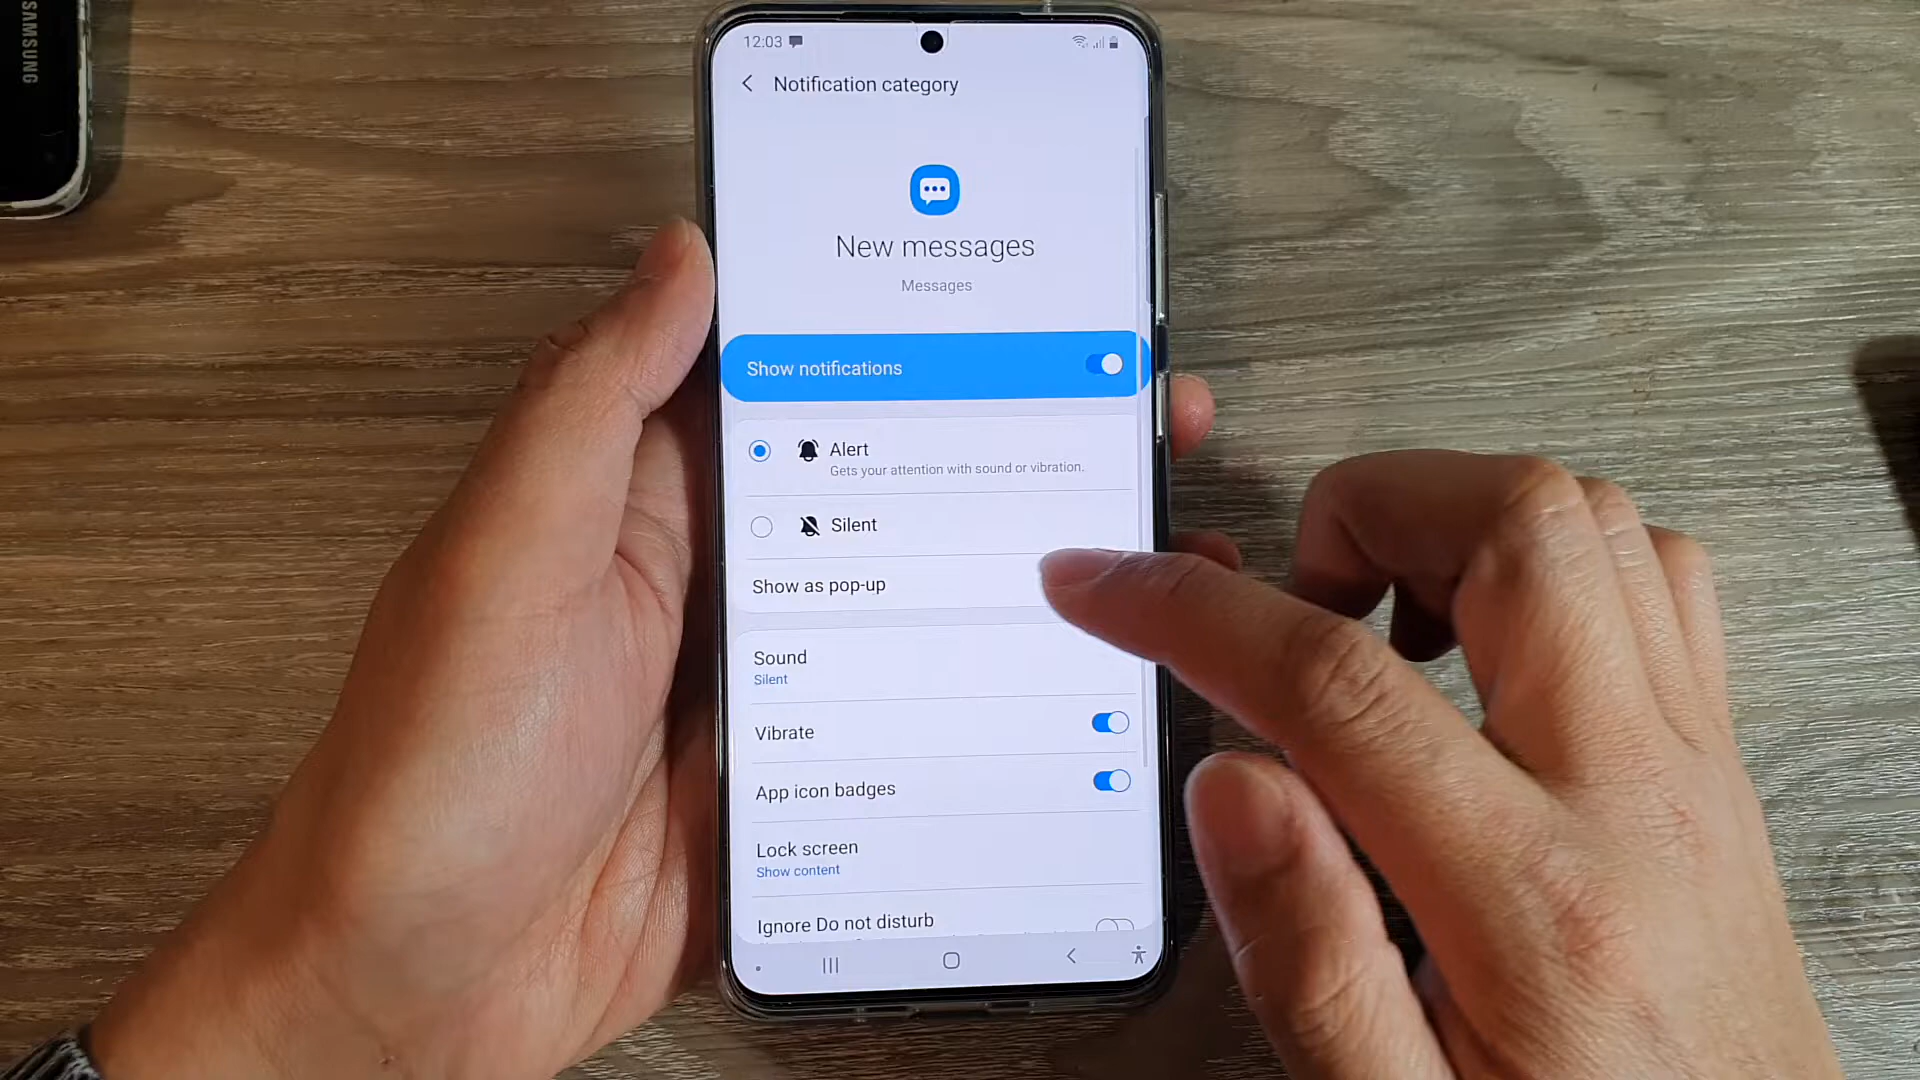 SAMSUNG
12:03
Notification category
New messages
Messages
Show notifications
Alert
Gets your attention with sound or vibration.
Silent
Show as pop-up
Sound
Silent
Vibrate
App icon badges
Lock screen
Show content
Ignore Do not disturb